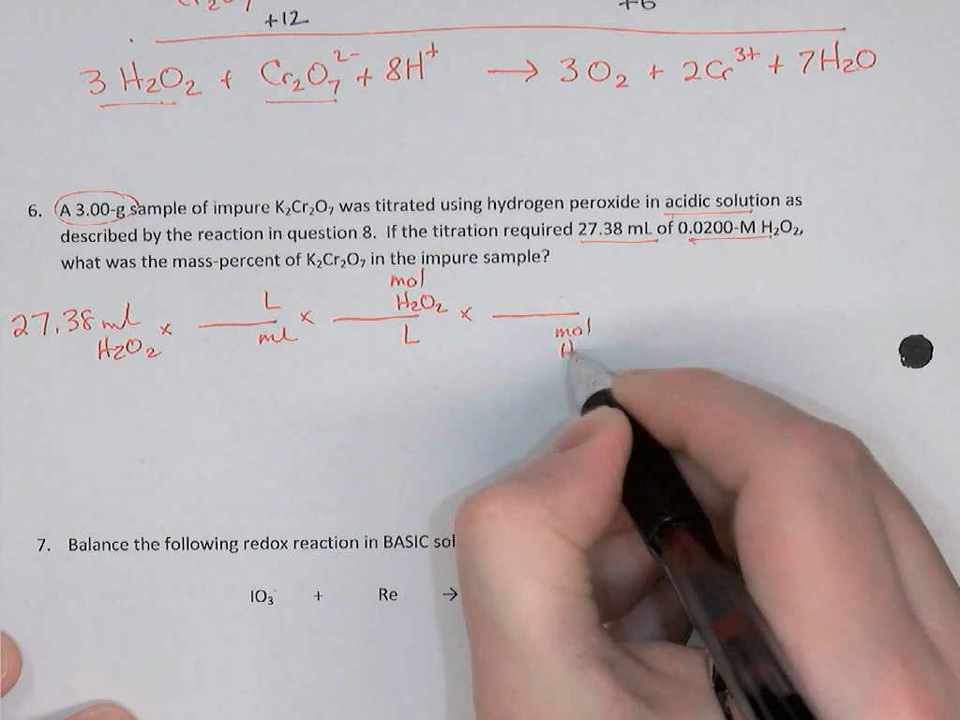 +12
+6
3 H₂O₂ + Cr₂O₇²⁻ + 8H⁺ → 3 O₂ + 2Cr³⁺ + 7H₂O
6. A 3.00-g sample of impure K₂Cr₂O₇ was titrated using hydrogen peroxide in acidic solution as
described by the reaction in question 8. If the titration required 27.38 mL of 0.0200-M H₂O₂,
what was the mass-percent of K₂Cr₂O₇ in the impure sample?
27.38 ml H₂O₂ × L/ml × mol H₂O₂/L × /mol H
7. Balance the following redox reaction in BASIC sol
IO₃⁻ + Re →